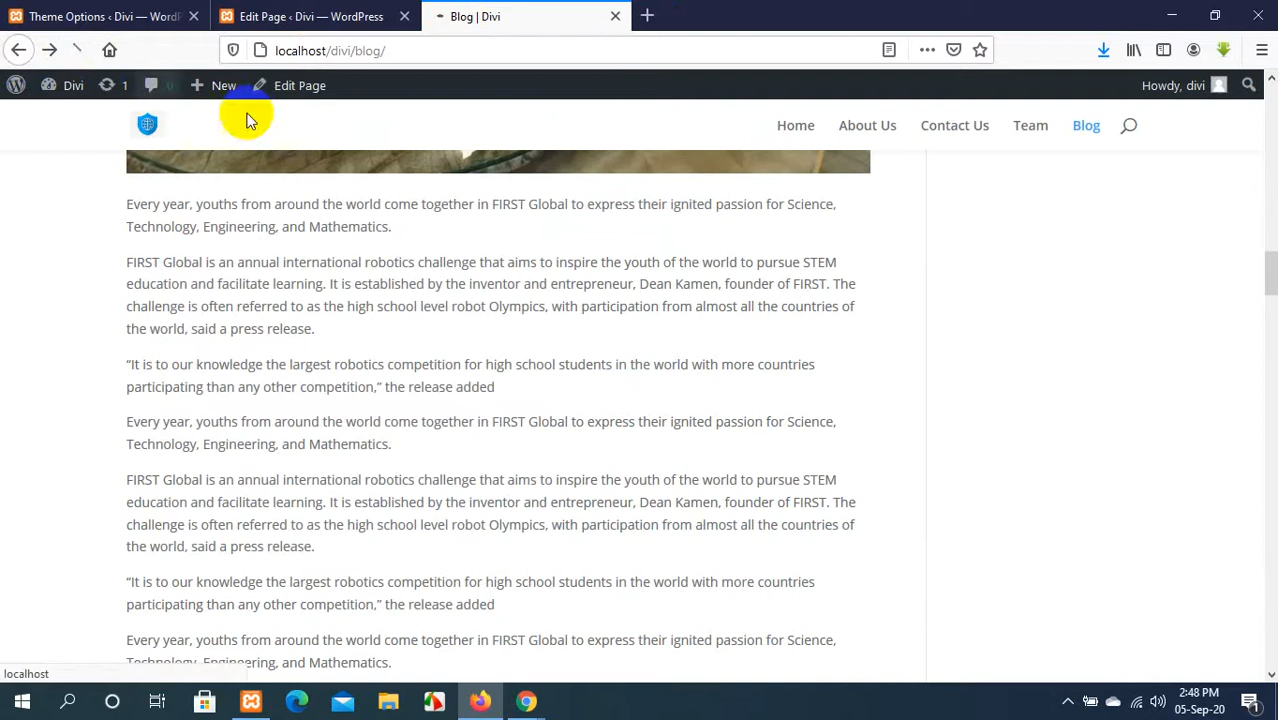 Theme Options ‹ Divi — WordP
Edit Page ‹ Divi — WordPress
Blog | Divi
localhost/divi/blog/
Divi
1
0
New
Edit Page
Howdy, divi
Home
About Us
Contact Us
Team
Blog
Every year, youths from around the world come together in FIRST Global to express their ignited passion for Science,
Technology, Engineering, and Mathematics.
FIRST Global is an annual international robotics challenge that aims to inspire the youth of the world to pursue STEM
education and facilitate learning. It is established by the inventor and entrepreneur, Dean Kamen, founder of FIRST. The
challenge is often referred to as the high school level robot Olympics, with participation from almost all the countries of
the world, said a press release.
“It is to our knowledge the largest robotics competition for high school students in the world with more countries
participating than any other competition,” the release added
Every year, youths from around the world come together in FIRST Global to express their ignited passion for Science,
Technology, Engineering, and Mathematics.
FIRST Global is an annual international robotics challenge that aims to inspire the youth of the world to pursue STEM
education and facilitate learning. It is established by the inventor and entrepreneur, Dean Kamen, founder of FIRST. The
challenge is often referred to as the high school level robot Olympics, with participation from almost all the countries of
the world, said a press release.
“It is to our knowledge the largest robotics competition for high school students in the world with more countries
participating than any other competition,” the release added
Every year, youths from around the world come together in FIRST Global to express their ignited passion for Science,
Technology, Engineering, and Mathematics.
localhost
2:48 PM
05-Sep-20
1